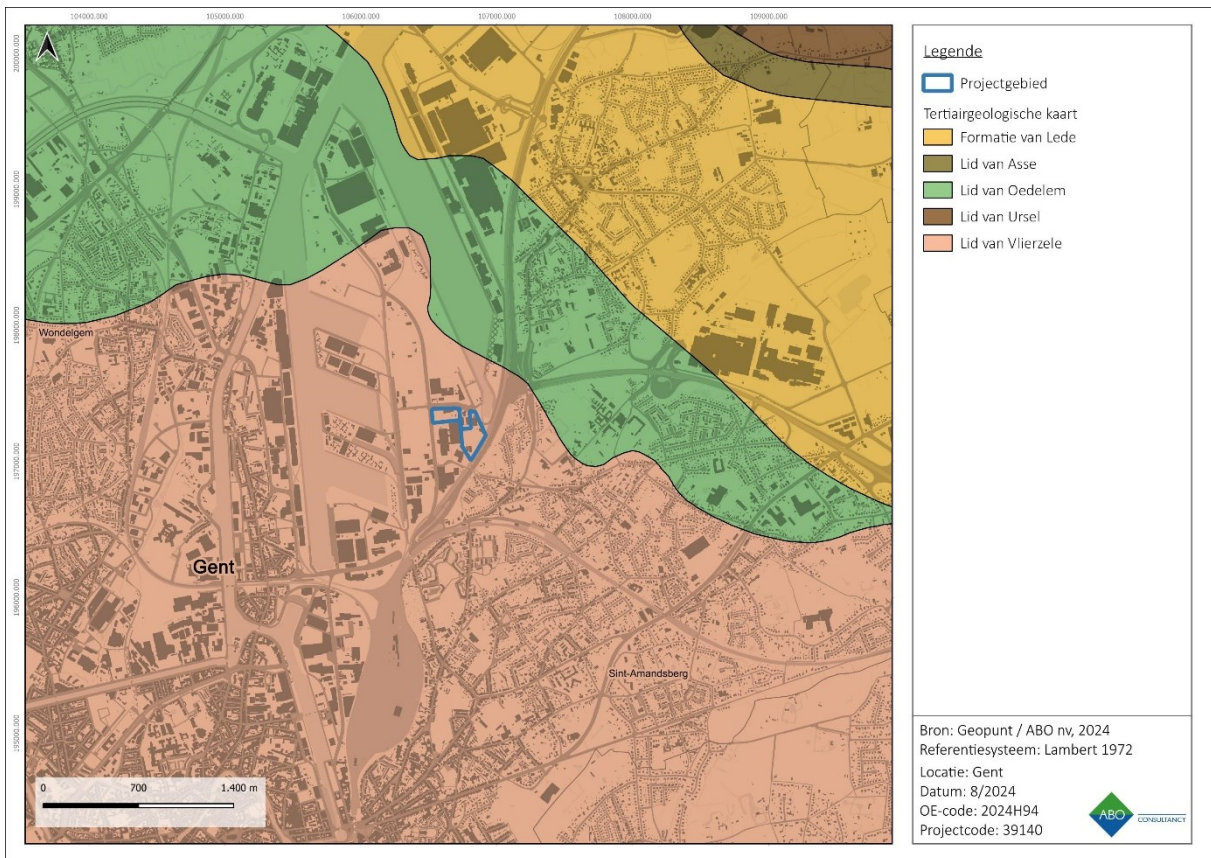 104000.000 105000.000 106000.000 107000.000 108000.000 109000.000
200000.000
199000.000
198000.000
197000.000
196000.000
195000.000
Wondelgem
Gent
Sint-Amandsberg
0 700 1.400 m
Legende
Projectgebied
Tertiairgeologische kaart
Formatie van Lede
Lid van Asse
Lid van Oedelem
Lid van Ursel
Lid van Vlierzele
Bron: Geopunt / ABO nv, 2024
Referentiesysteem: Lambert 1972
Locatie: Gent
Datum: 8/2024
OE-code: 2024H94
Projectcode: 39140
ABO CONSULTANCY